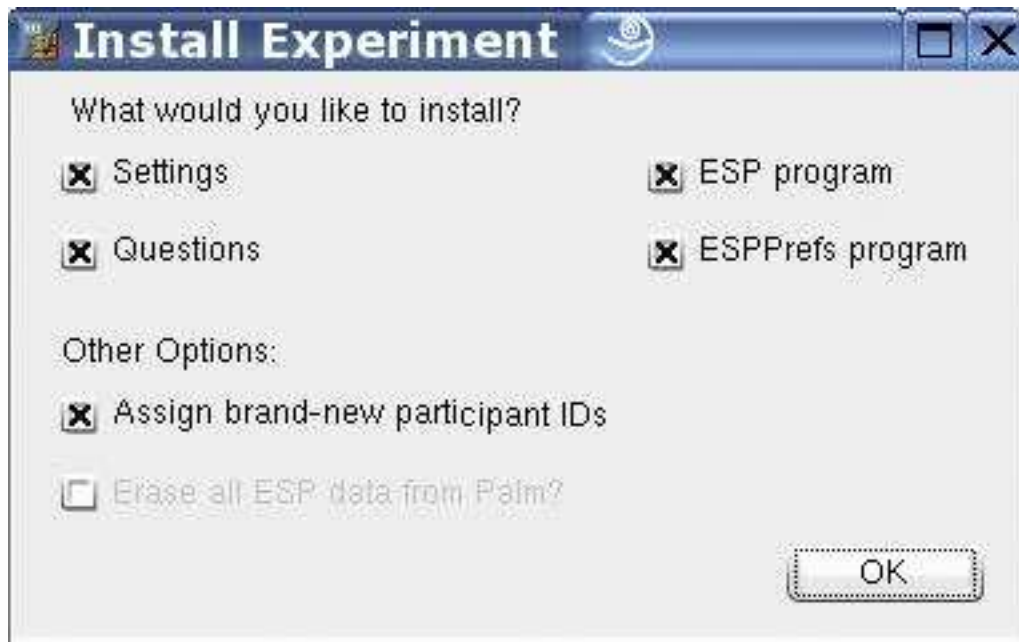 Install Experiment
What would you like to install?
Settings
ESP program
Questions
ESPPrefs program
Other Options:
Assign brand-new participant IDs
Erase all ESP data from Palm?
OK